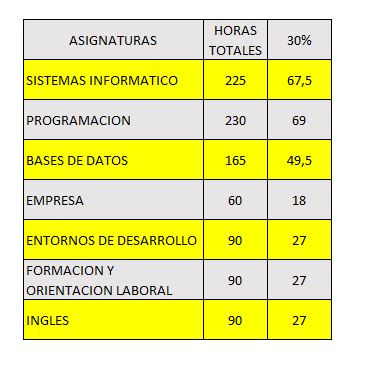 ASIGNATURAS HORAS TOTALES 30%
SISTEMAS INFORMATICO 225 67,5
PROGRAMACION 230 69
BASES DE DATOS 165 49,5
EMPRESA 60 18
ENTORNOS DE DESARROLLO 90 27
FORMACION Y ORIENTACION LABORAL 90 27
INGLES 90 27